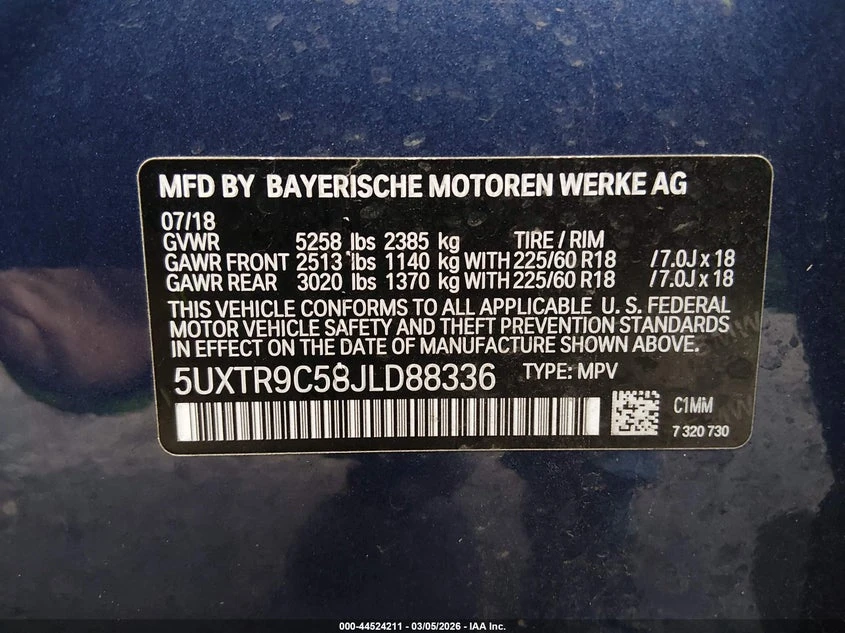 MFD BY BAYERISCHE MOTOREN WERKE AG
07/18
GVWR 5258 lbs 2385 kg TIRE / RIM
GAWR FRONT 2513 lbs 1140 kg WITH 225/60 R18 /7.0J x 18
GAWR REAR 3020 lbs 1370 kg WITH 225/60 R18 /7.0J x 18
THIS VEHICLE CONFORMS TO ALL APPLICABLE U. S. FEDERAL
MOTOR VEHICLE SAFETY AND THEFT PREVENTION STANDARDS
IN EFFECT ON THE DATE OF MANUFACTURE SHOWN ABOVE.
5UXTR9C58JLD88336 TYPE: MPV
C1MM
7 320 730
000-44524211 - 03/05/2026 - IAA Inc.